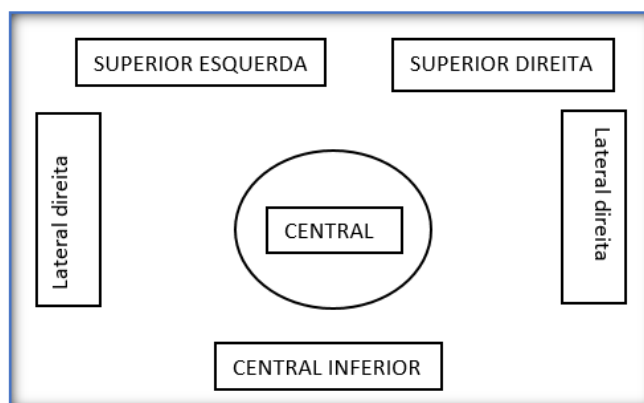 SUPERIOR ESQUERDA
SUPERIOR DIREITA
Lateral direita
Lateral direita
CENTRAL
CENTRAL INFERIOR